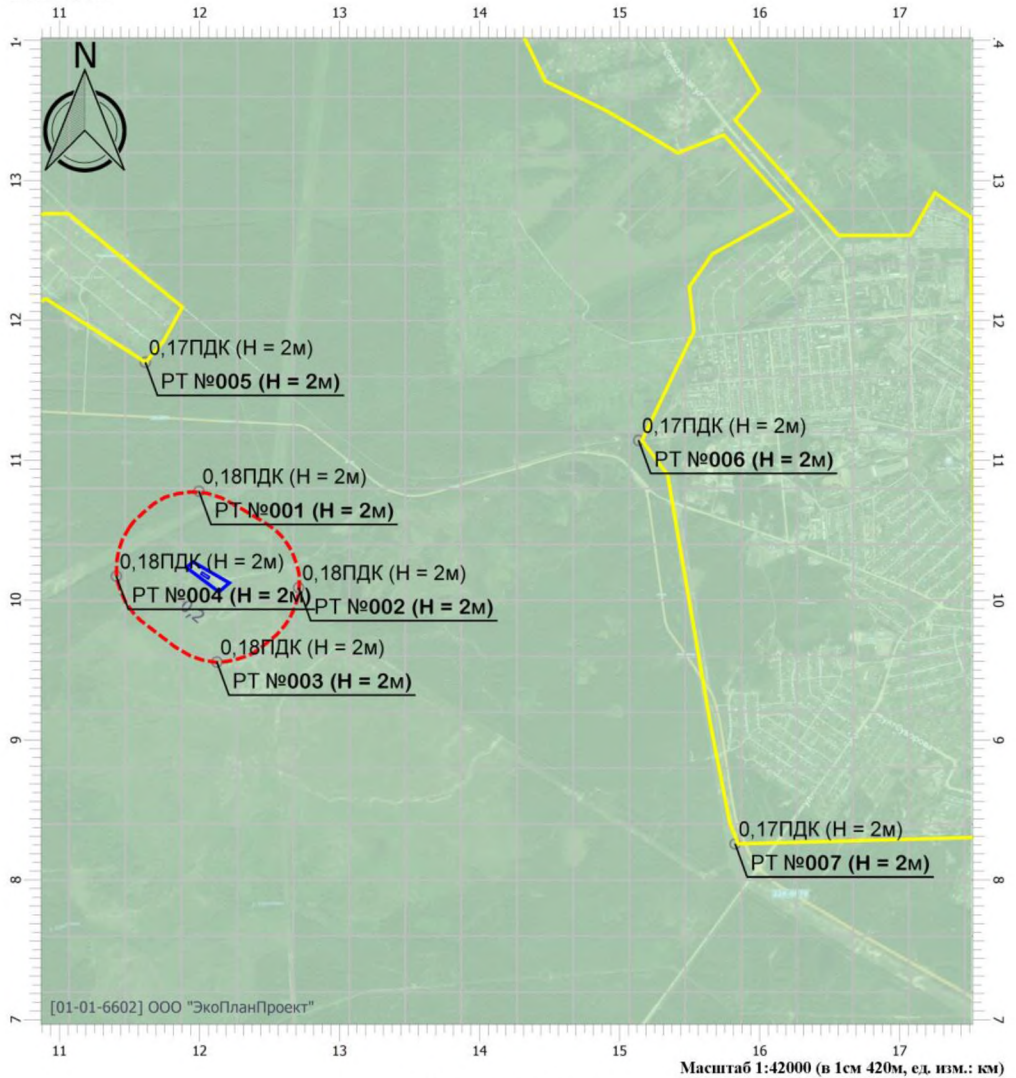 11 12 13 14 15 16 17
N
14
13 13
12 12
0,17ПДК (Н = 2м)
РТ №005 (Н = 2м)
0,17ПДК (Н = 2м)
РТ №006 (Н = 2м)
11 11
0,18ПДК (Н = 2м)
РТ №001 (Н = 2м)
0,18ПДК (Н = 2м)
РТ №004 (Н = 2м)
0,18ПДК (Н = 2м)
РТ №002 (Н = 2м)
0,2
10 10
0,18ПДК (Н = 2м)
РТ №003 (Н = 2м)
9 9
0,17ПДК (Н = 2м)
РТ №007 (Н = 2м)
8 8
[01-01-6602] ООО "ЭкоПланПроект"
7 7
11 12 13 14 15 16 17
Масштаб 1:42000 (в 1см 420м, ед. изм.: км)